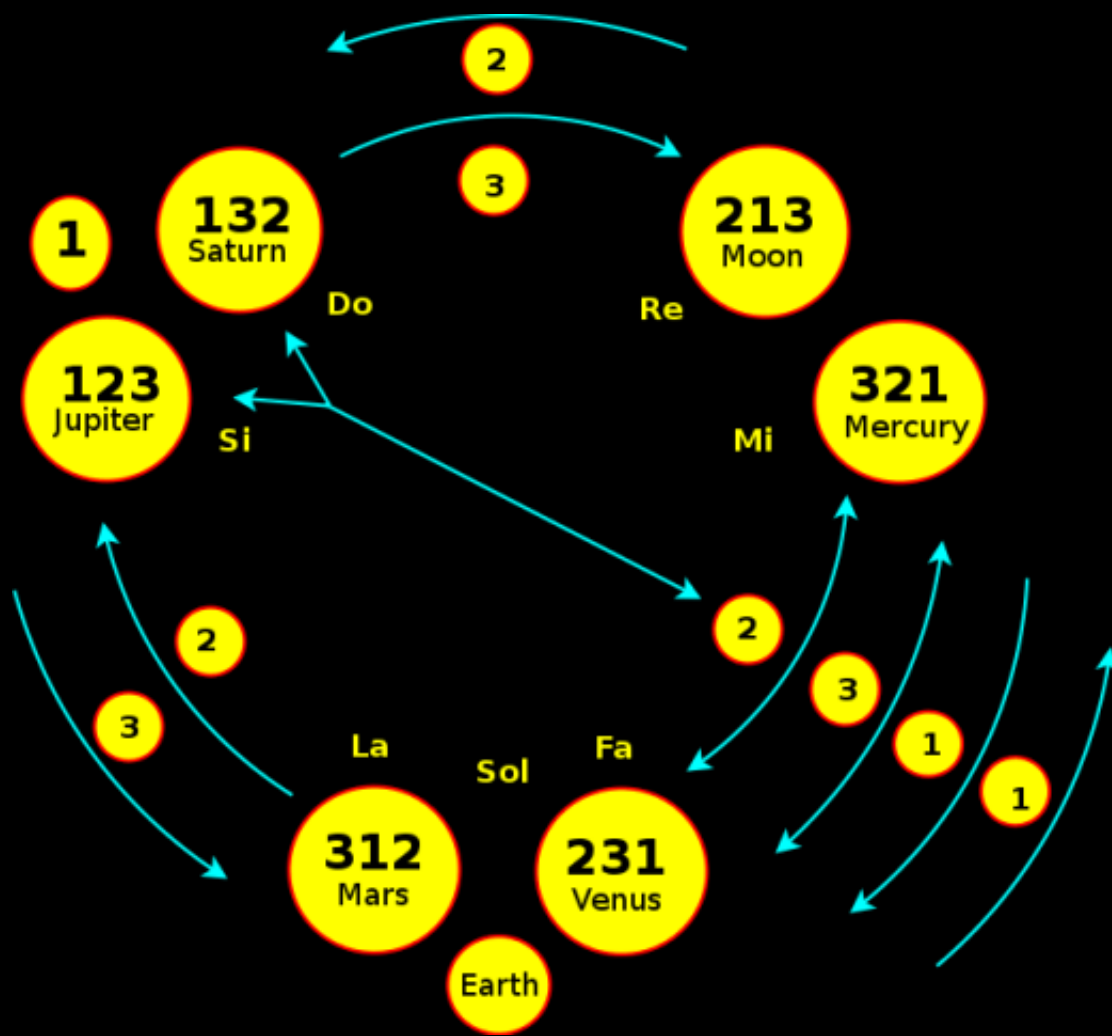 2
3
132
Saturn
213
Moon
1
Do
Re
123
Jupiter
321
Mercury
Si
Mi
2
2
3
3
1
1
La
Sol
Fa
312
Mars
231
Venus
Earth